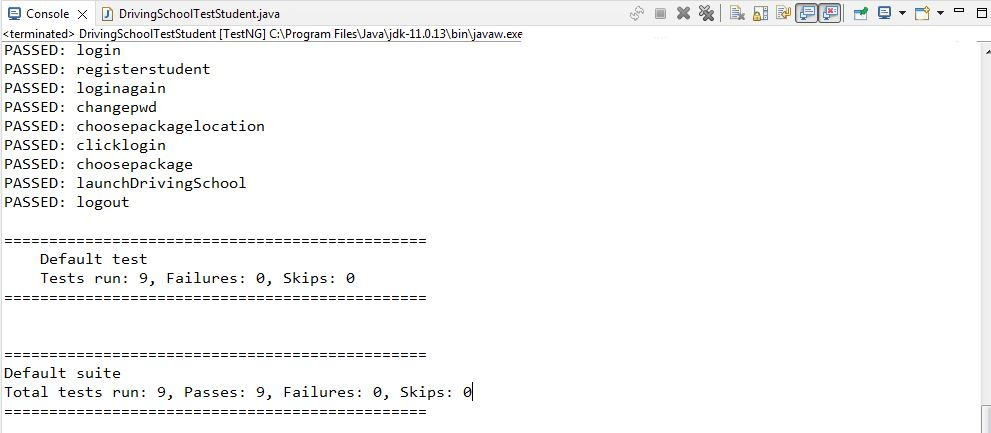 Console DrivingSchoolTestStudent.java
<terminated> DrivingSchoolTestStudent [TestNG] C:\Program Files\Java\jdk-11.0.13\bin\javaw.exe
PASSED: login
PASSED: registerstudent
PASSED: loginagain
PASSED: changepwd
PASSED: choosepackagelocation
PASSED: clicklogin
PASSED: choosepackage
PASSED: launchDrivingSchool
PASSED: logout
===============================================
Default test
Tests run: 9, Failures: 0, Skips: 0
===============================================
===============================================
Default suite
Total tests run: 9, Passes: 9, Failures: 0, Skips: 0
===============================================